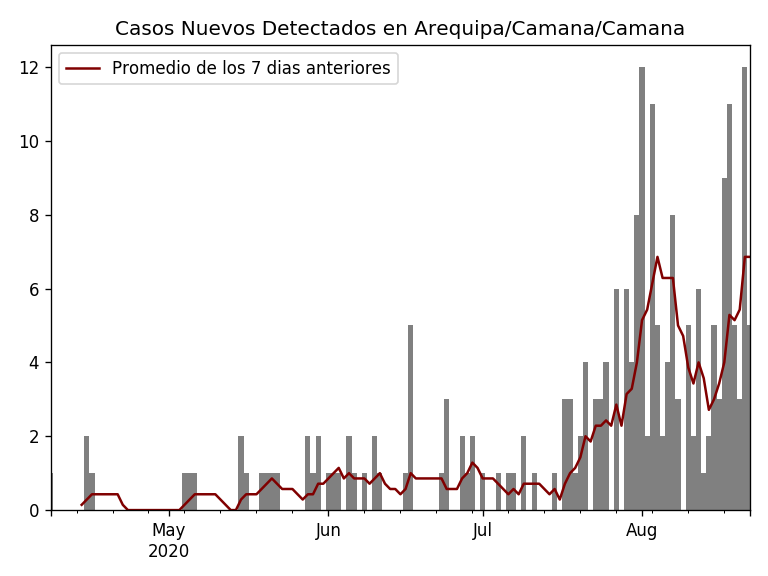 Casos Nuevos Detectados en Arequipa/Camana/Camana
Promedio de los 7 dias anteriores
12
10
8
6
4
2
0
May
2020
Jun
Jul
Aug